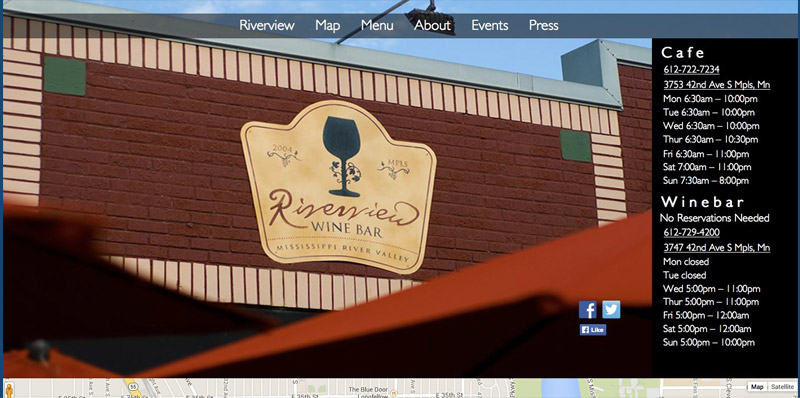 Riverview Map Menu About Events Press
Cafe
612-722-7234
3753 42nd Ave S Mpls, Mn
Mon 6:30am – 10:00pm
Tue 6:30am – 10:00pm
Wed 6:30am – 10:00pm
Thur 6:30am – 10:30pm
Fri 6:30am – 11:00pm
Sat 7:00am – 11:00pm
Sun 7:30am – 8:00pm
Winebar
No Reservations Needed
612-729-4200
3747 42nd Ave S Mpls, Mn
Mon closed
Tue closed
Wed 5:00pm – 11:00pm
Thur 5:00pm – 11:00pm
Fri 5:00pm – 12:00am
Sat 5:00pm – 12:00am
Sun 5:00pm – 10:00pm
2004 MPLS
Riverview
WINE BAR
MISSISSIPPI RIVER VALLEY
Like
Map Satellite
The Blue Door
Longfellow
E 35th St E 35th St
55